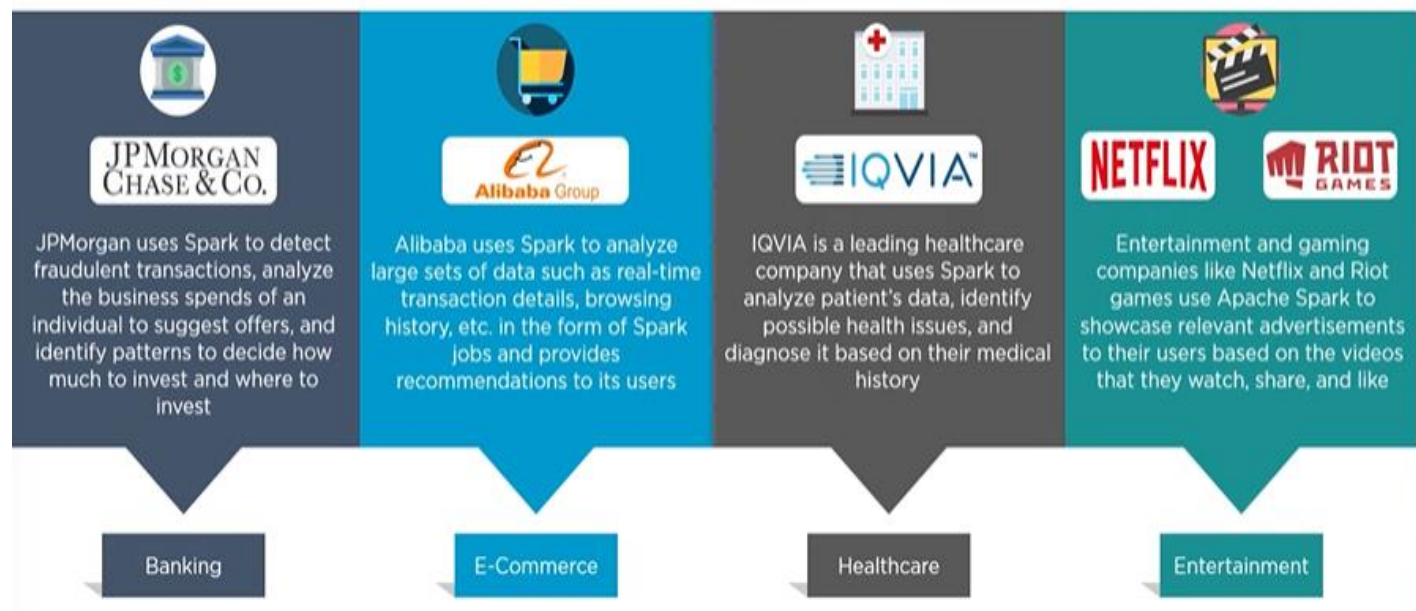 JPMORGAN
CHASE & CO.
JPMorgan uses Spark to detect
fraudulent transactions, analyze
the business spends of an
individual to suggest offers, and
identify patterns to decide how
much to invest and where to
invest
Banking
Alibaba Group
Alibaba uses Spark to analyze
large sets of data such as real-time
transaction details, browsing
history, etc. in the form of Spark
jobs and provides
recommendations to its users
E-Commerce
IQVIA™
IQVIA is a leading healthcare
company that uses Spark to
analyze patient's data, identify
possible health issues, and
diagnose it based on their medical
history
Healthcare
NETFLIX
RIOT
GAMES
Entertainment and gaming
companies like Netflix and Riot
games use Apache Spark to
showcase relevant advertisements
to their users based on the videos
that they watch, share, and like
Entertainment